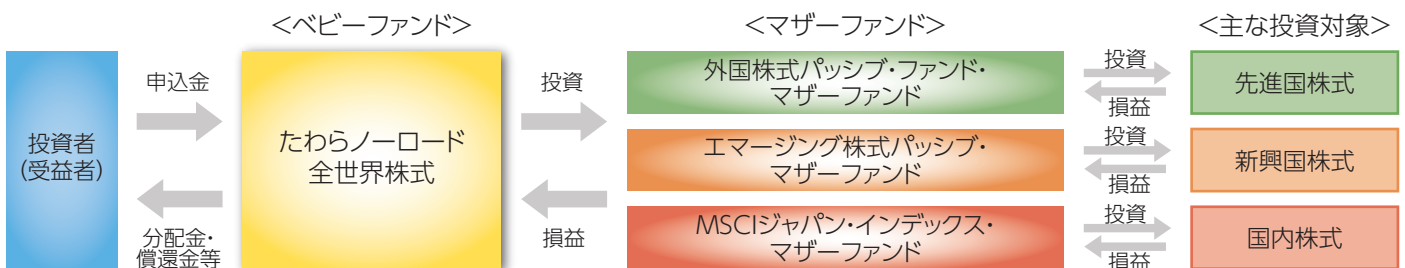 <ベビーファンド>
<マザーファンド>
<主な投資対象>
投資者
(受益者)
申込金
分配金・
償還金等
たわらノーロード
全世界株式
投資
損益
外国株式パッシブ・ファンド・
マザーファンド
投資
損益
先進国株式
エマージング株式パッシブ・
マザーファンド
投資
損益
新興国株式
MSCIジャパン・インデックス・
マザーファンド
投資
損益
国内株式